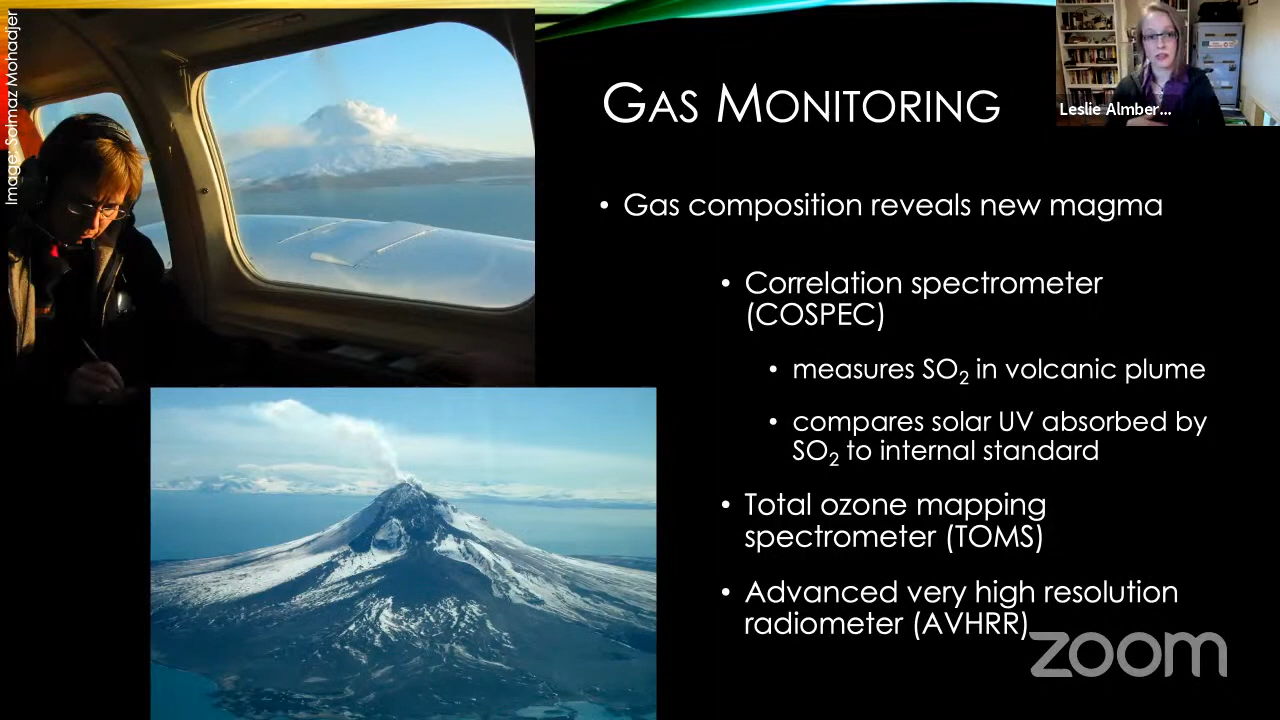 Image: Solmaz Mohadjer
GAS MONITORING
Leslie Almber...
• Gas composition reveals new magma
• Correlation spectrometer
(COSPEC)
• measures SO₂ in volcanic plume
• compares solar UV absorbed by
SO₂ to internal standard
• Total ozone mapping
spectrometer (TOMS)
• Advanced very high resolution
radiometer (AVHRR)
zoom